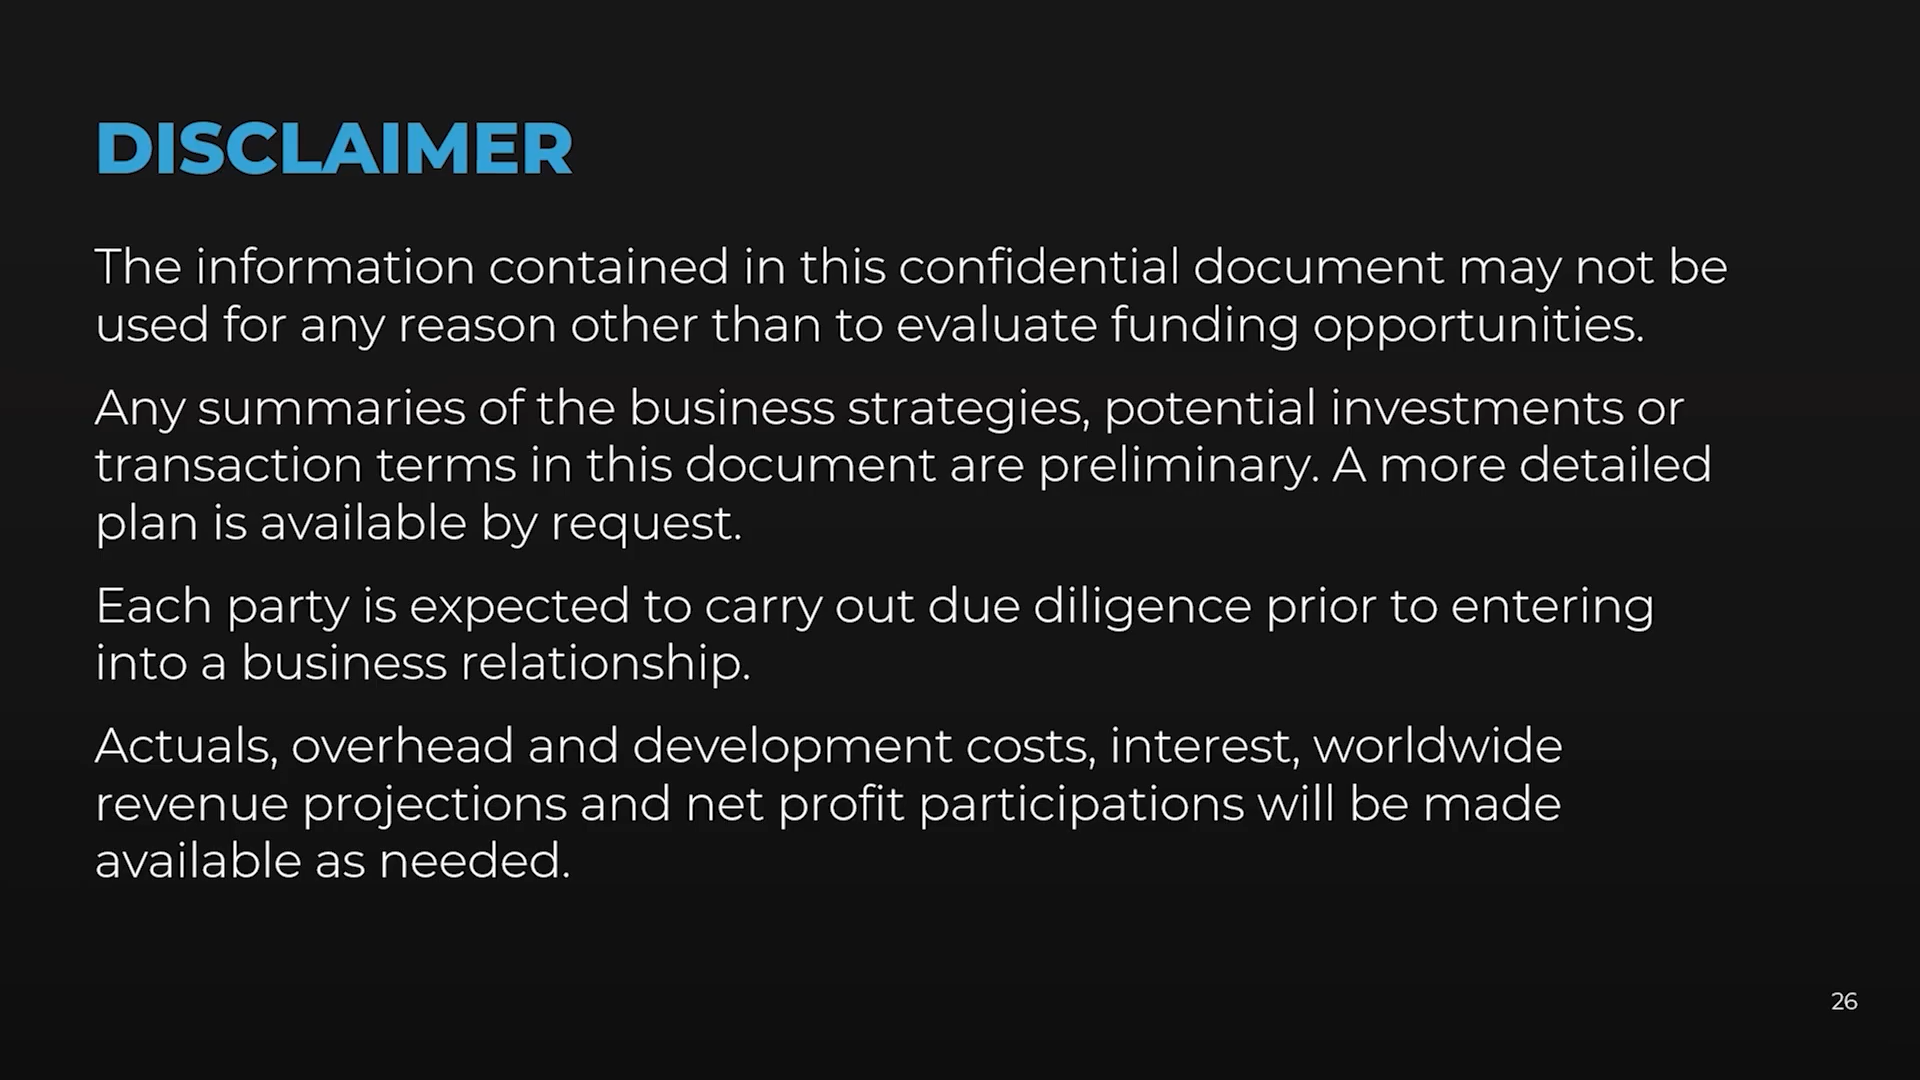 DISCLAIMER
The information contained in this confidential document may not be
used for any reason other than to evaluate funding opportunities.
Any summaries of the business strategies, potential investments or
transaction terms in this document are preliminary. A more detailed
plan is available by request.
Each party is expected to carry out due diligence prior to entering
into a business relationship.
Actuals, overhead and development costs, interest, worldwide
revenue projections and net profit participations will be made
available as needed.
26